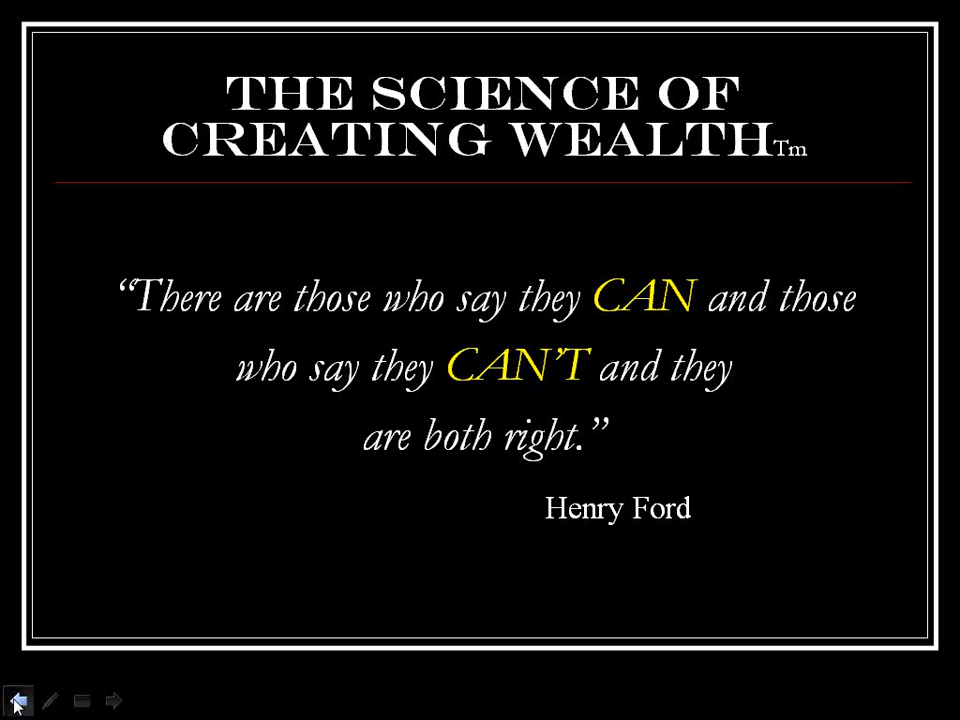 THE SCIENCE OF
CREATING WEALTHTm
“There are those who say they CAN and those
who say they CAN’T and they
are both right.”
Henry Ford